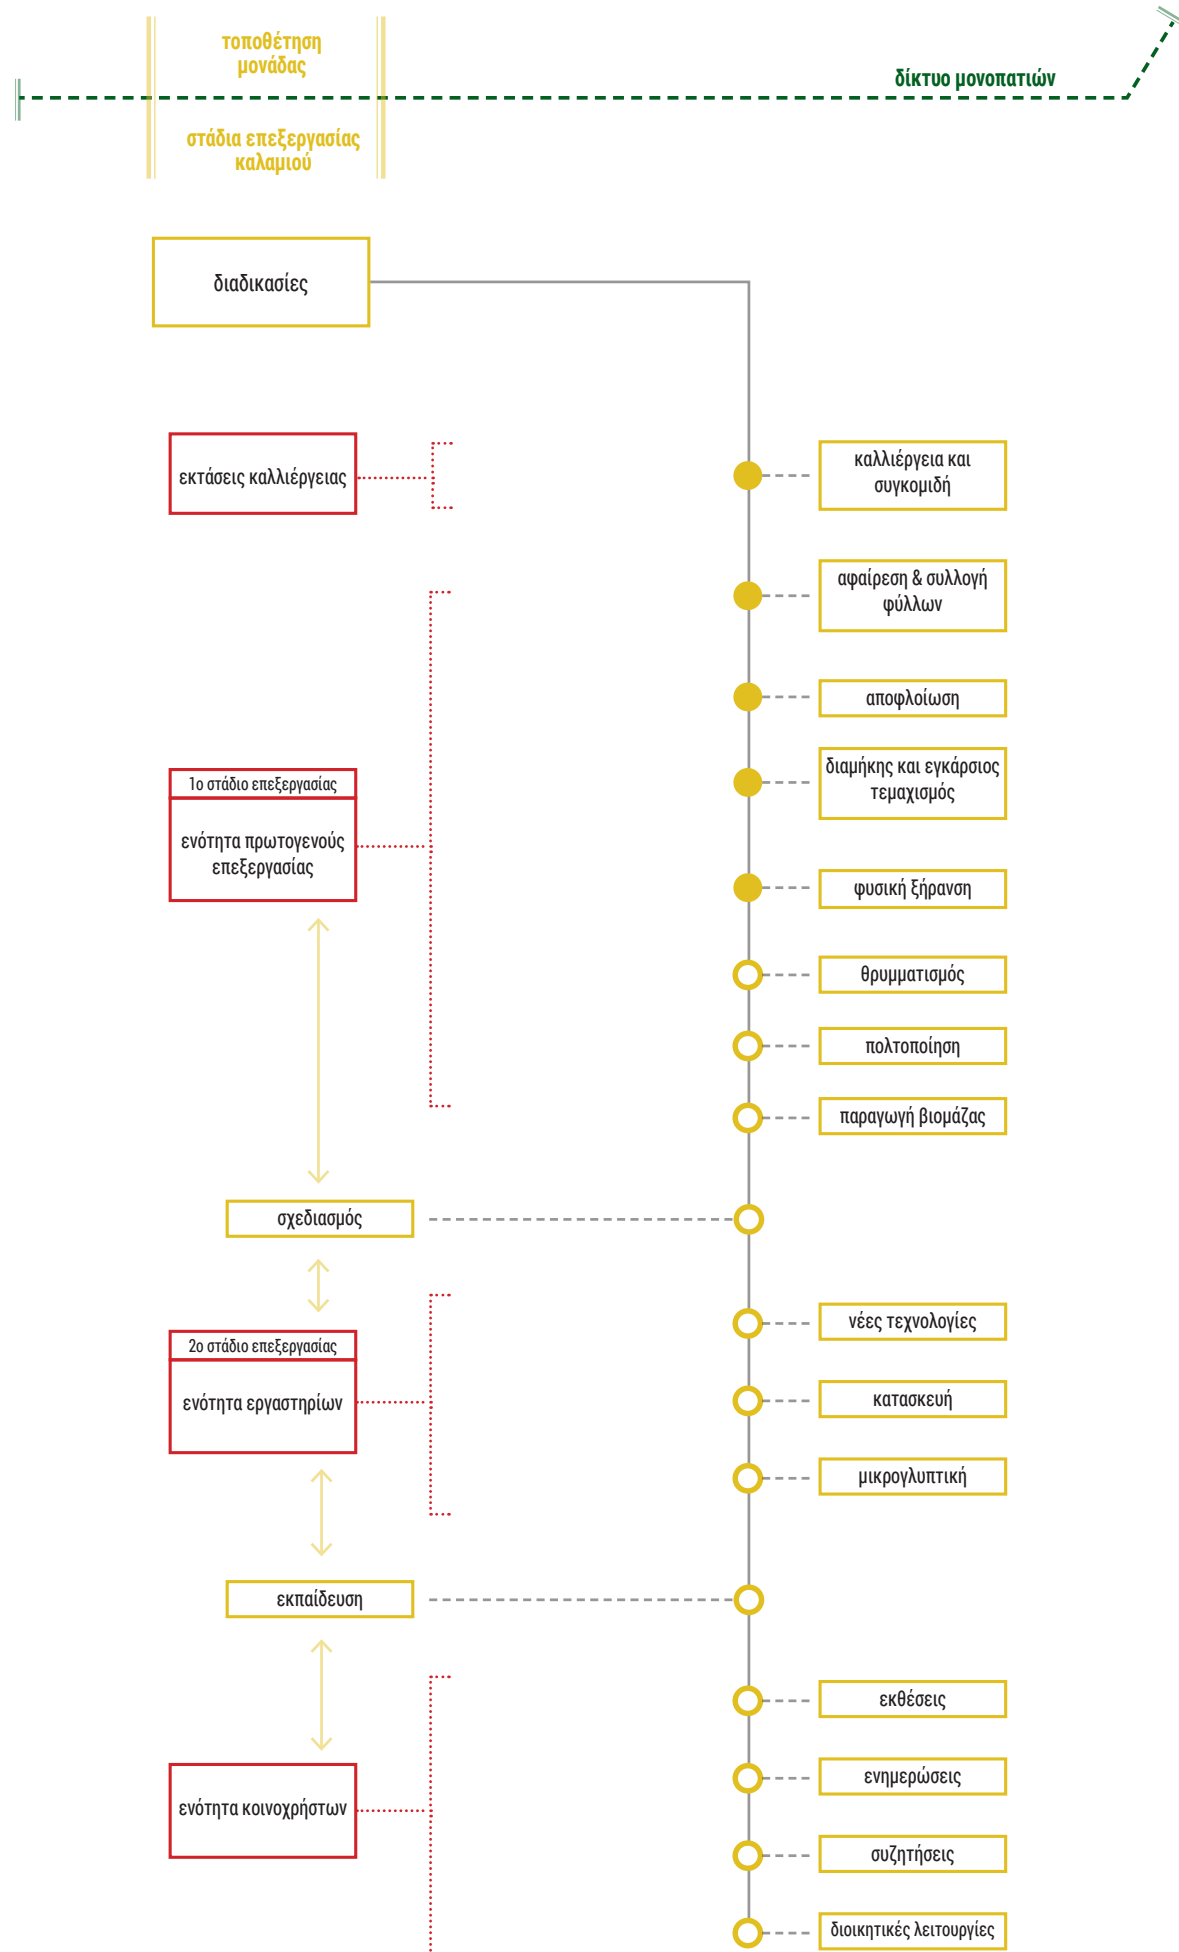 τοποθέτηση
μονάδας
δίκτυο μονοπατιών
στάδια επεξεργασίας
καλαμιού
διαδικασίες
εκτάσεις καλλιέργειας
καλλιέργεια και
συγκομιδή
αφαίρεση & συλλογή
φύλλων
αποφλοίωση
διαμήκης και εγκάρσιος
τεμαχισμός
1ο στάδιο επεξεργασίας
ενότητα πρωτογενούς
επεξεργασίας
φυσική ξήρανση
θρυμματισμός
πολτοποίηση
παραγωγή βιομάζας
σχεδιασμός
νέες τεχνολογίες
2ο στάδιο επεξεργασίας
ενότητα εργαστηρίων
κατασκευή
μικρογλυπτική
εκπαίδευση
εκθέσεις
ενημερώσεις
ενότητα κοινοχρήστων
συζητήσεις
διοικητικές λειτουργίες